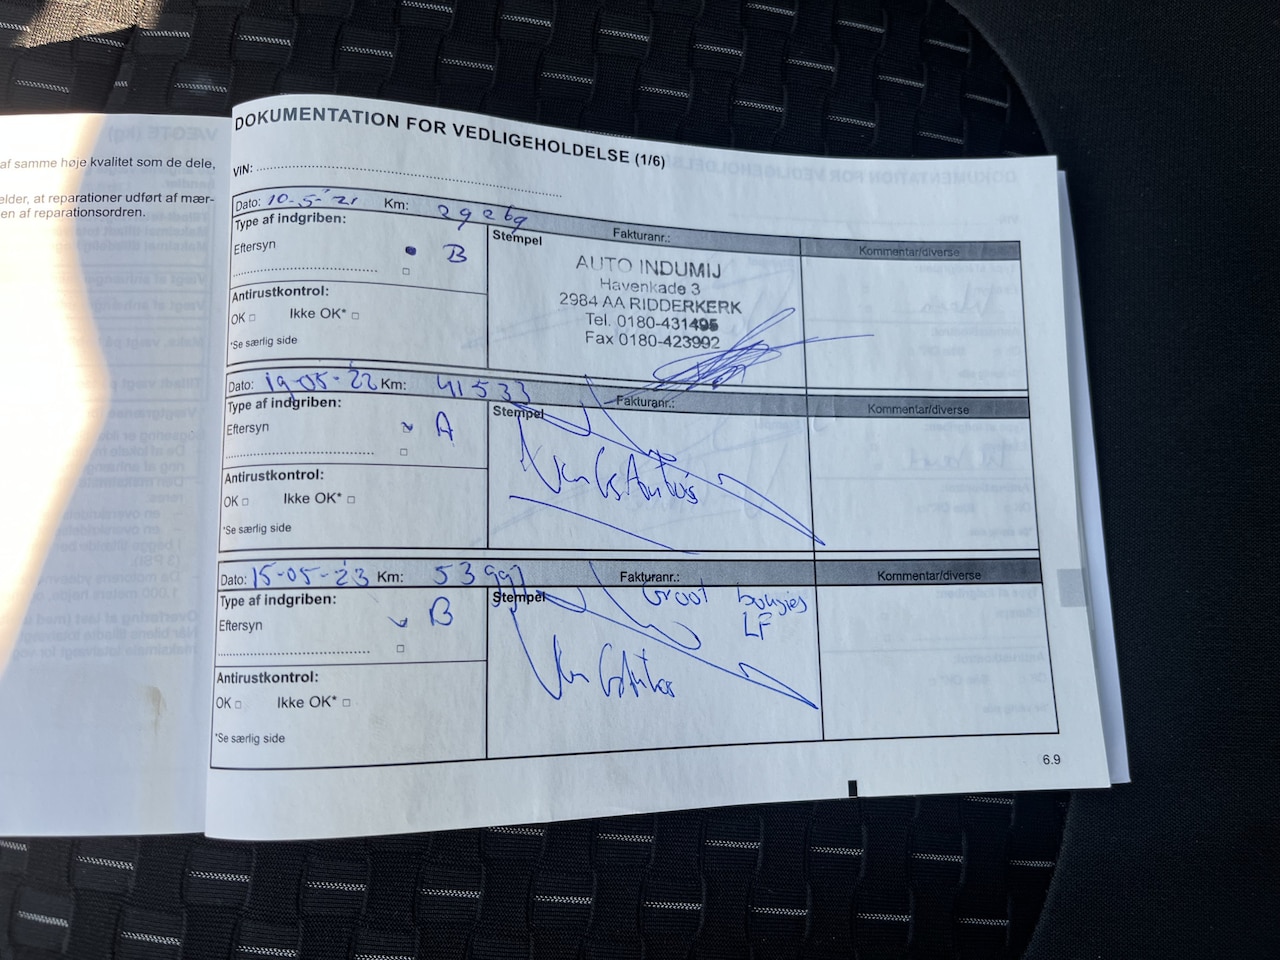 af samme høje kvalitet som de dele,
elder, at reparationer udført af mær-
en af reparationsordren.
DOKUMENTATION FOR VEDLIGEHOLDELSE (1/6)
VIN:
Dato: 10-5-'21 Km: 29269
Type af indgriben:
Eftersyn B
Antirustkontrol:
OK □ Ikke OK* □
*Se særlig side
Stempel Fakturanr.:
AUTO INDUMIJ
Havenkade 3
2984 AA RIDDERKERK
Tel. 0180-431495
Fax 0180-423992
Kommentar/diverse
Dato: 19-05-'22 Km: 41533
Type af indgriben:
Eftersyn A
Antirustkontrol:
OK □ Ikke OK* □
*Se særlig side
Stempel Fakturanr.:
Kommentar/diverse
Dato: 15-05-'23 Km: 53991
Type af indgriben:
Eftersyn B
Antirustkontrol:
OK □ Ikke OK* □
*Se særlig side
Stempel Fakturanr.:
Groot bougies
LF
Kommentar/diverse
6.9